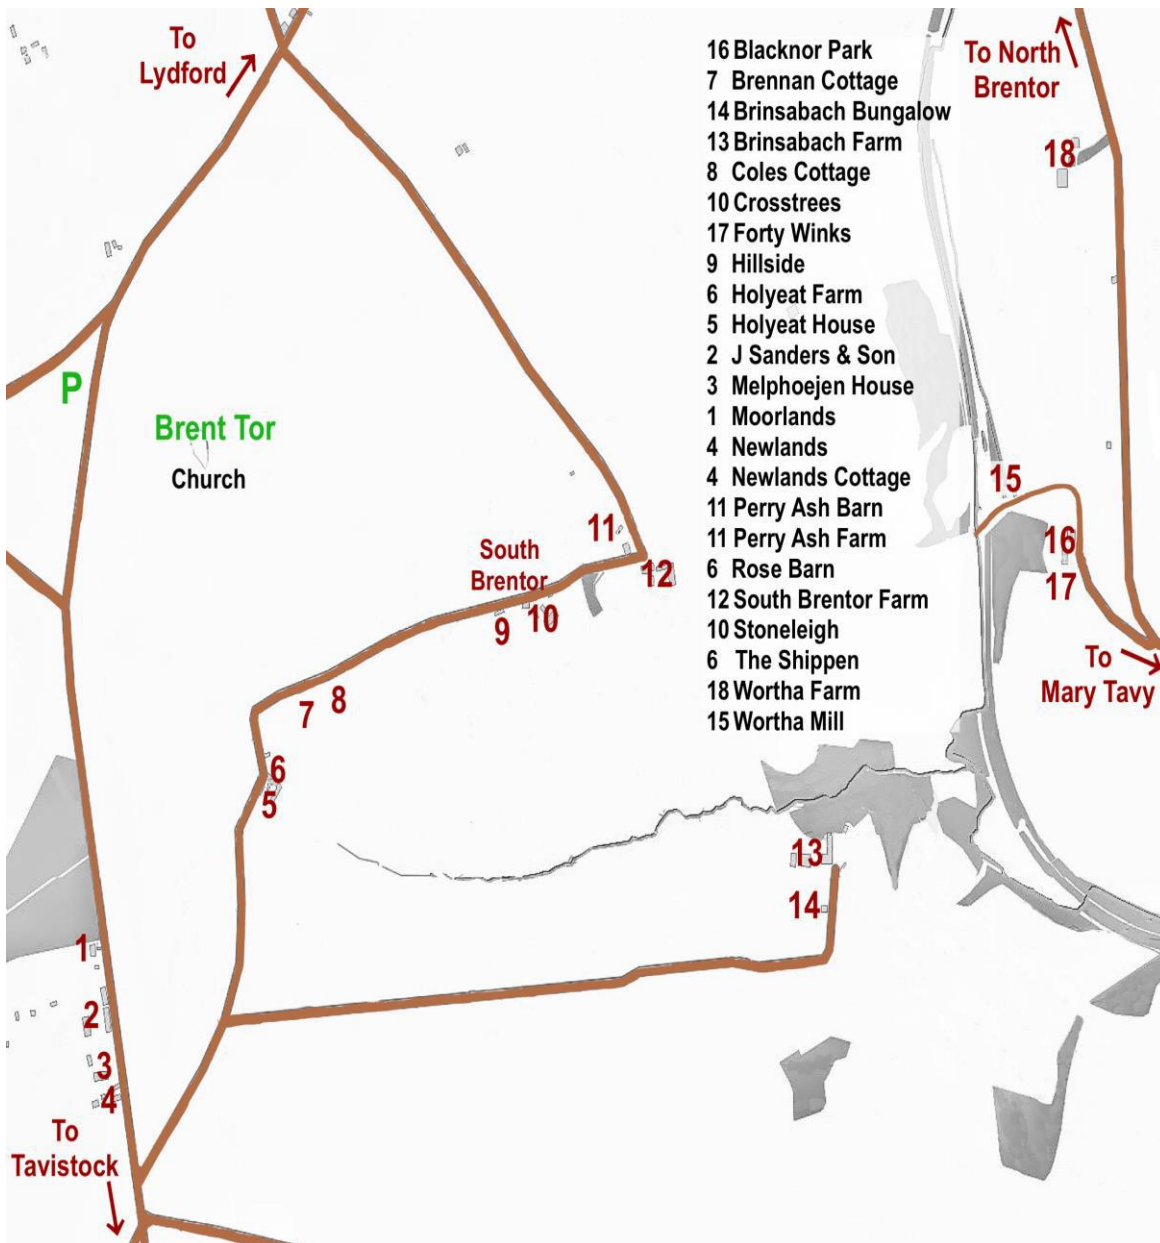 To
Lydford
16 Blacknor Park
7 Brennan Cottage
14 Brinsabach Bungalow
13 Brinsabach Farm
8 Coles Cottage
10 Crosstrees
17 Forty Winks
9 Hillside
6 Holyeat Farm
5 Holyeat House
2 J Sanders & Son
3 Melphoejen House
1 Moorlands
4 Newlands
4 Newlands Cottage
11 Perry Ash Barn
11 Perry Ash Farm
6 Rose Barn
12 South Brentor Farm
10 Stoneleigh
6 The Shippen
18 Wortha Farm
15 Wortha Mill
To North
Brentor
18
P
Brent Tor
Church
15
11
South
Brentor
12
16
17
9
10
To
Mary Tavy
8
7
6
5
13
14
1
2
3
4
To
Tavistock